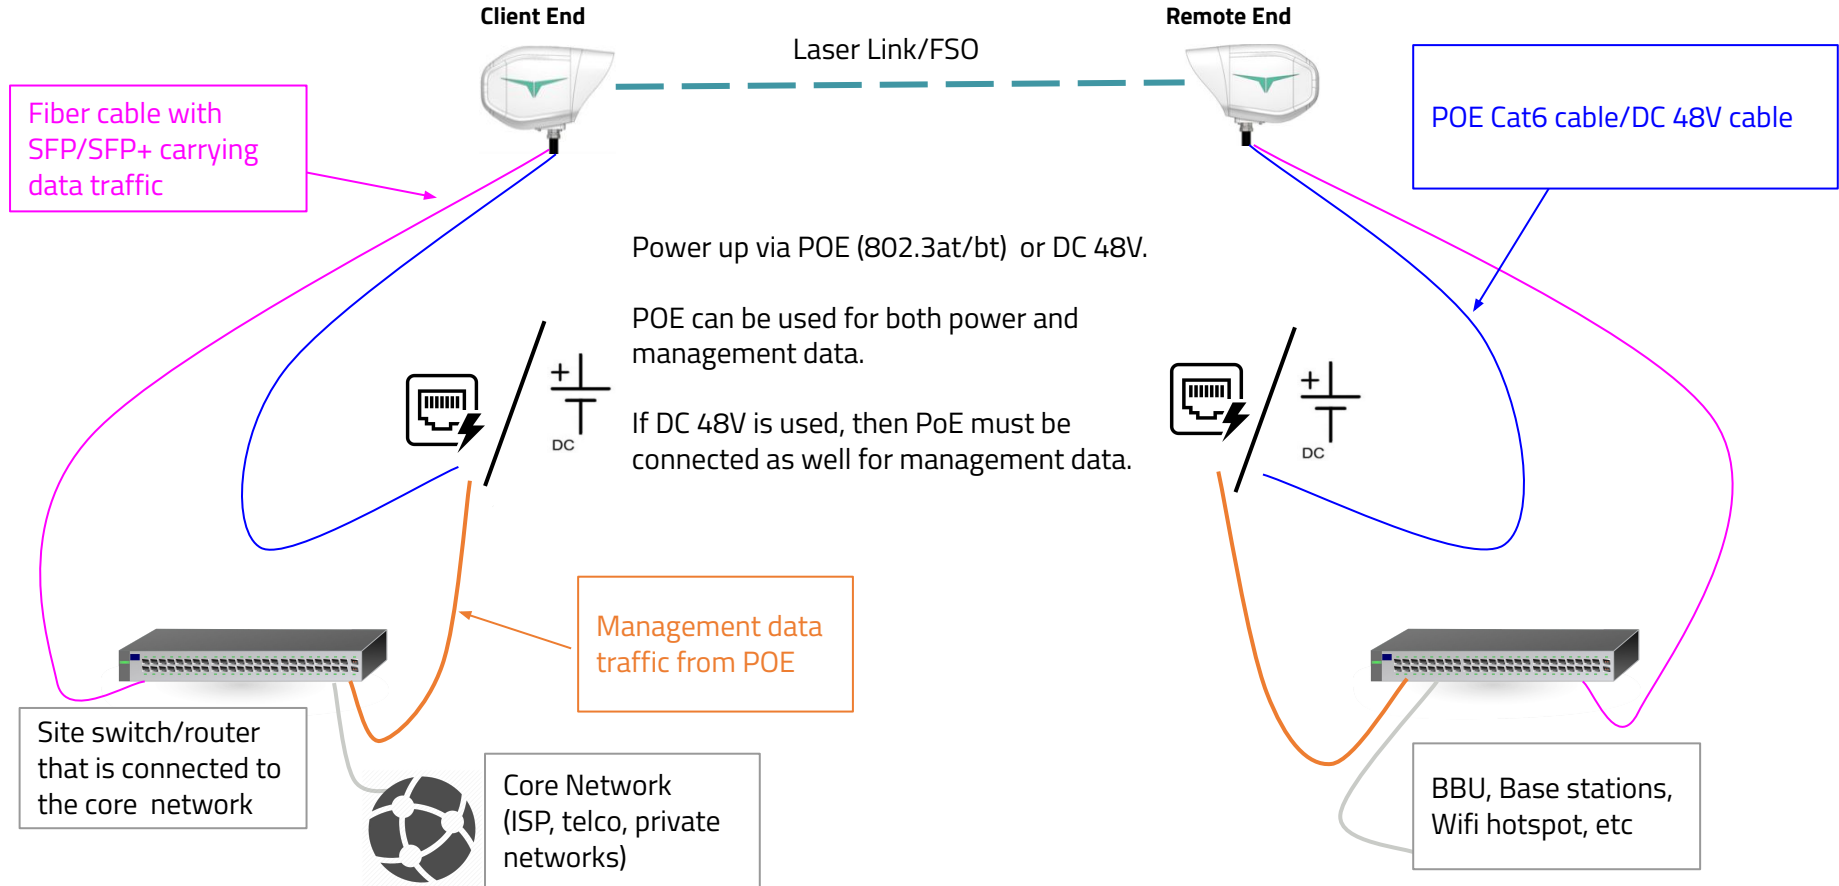 Client End
Remote End
Laser Link/FSO
Fiber cable with
SFP/SFP+ carrying
data traffic
POE Cat6 cable/DC 48V cable
Power up via POE (802.3at/bt) or DC 48V.
POE can be used for both power and
management data.
If DC 48V is used, then PoE must be
connected as well for management data.
+
DC
+
DC
Management data
traffic from POE
Site switch/router
that is connected to
the core network
Core Network
(ISP, telco, private
networks)
BBU, Base stations,
Wifi hotspot, etc